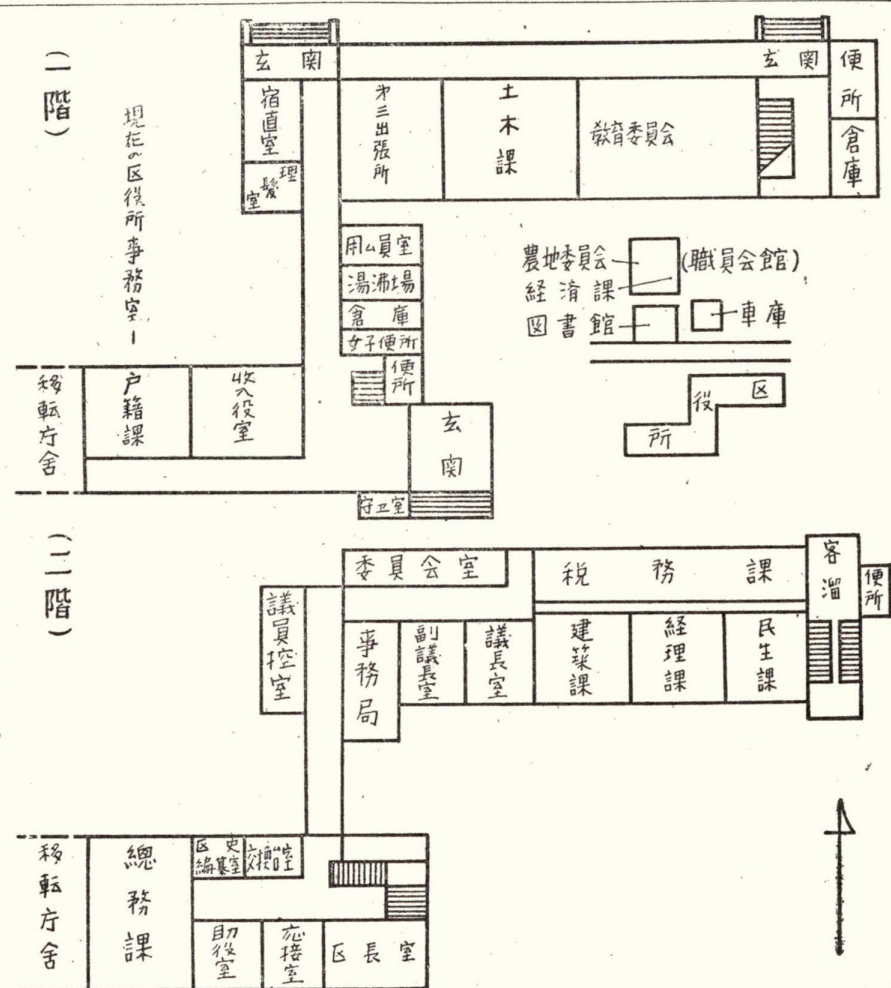 (一階)
現在の区役所事務室ー
玄関
玄関
便所
宿直室
理髪室
第三出張所
土木課
教育委員会
倉庫
用ム員室
湯沸場
倉庫
女子便所
便所
農地委員会
経済課
図書館
(職員会館)
車庫
区役所
移転庁舎
戸籍課
収入役室
玄関
守卫室
(二階)
委員会室
税務課
客溜
便所
議員控室
事務局
副議長室
議長室
建築課
経理課
民生課
移転庁舎
總務課
区史編纂室
交換台室
助役室
応接室
区長室